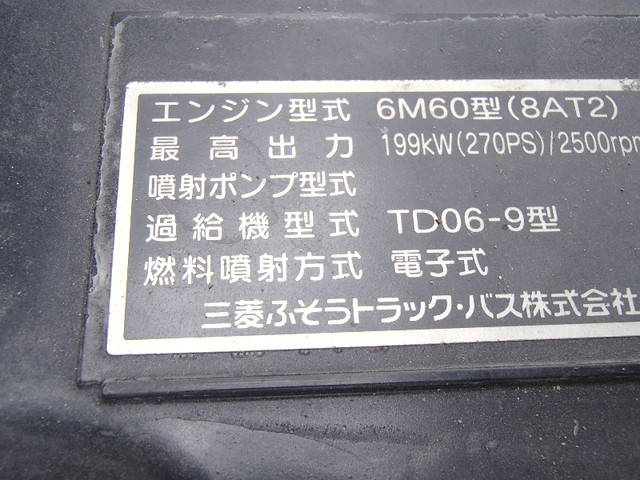 エンジン型式 6M60型(8AT2)
最高出力 199kW(270PS)/2500rpm
噴射ポンプ型式
過給機型式 TD06-9型
燃料噴射方式 電子式
三菱ふそうトラック・バス株式会社